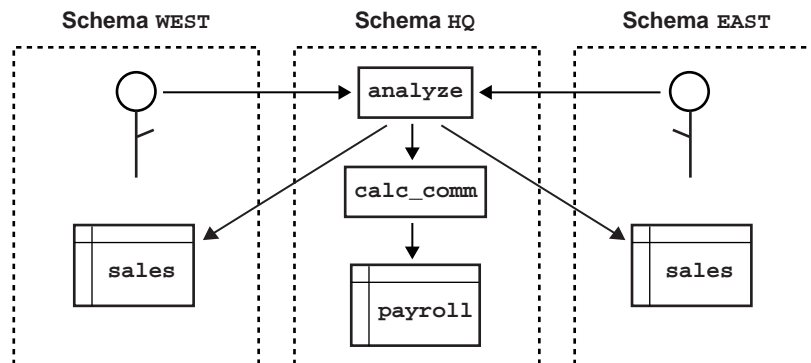 Schema WEST
Schema HQ
Schema EAST
analyze
calc_comm
sales
payroll
sales